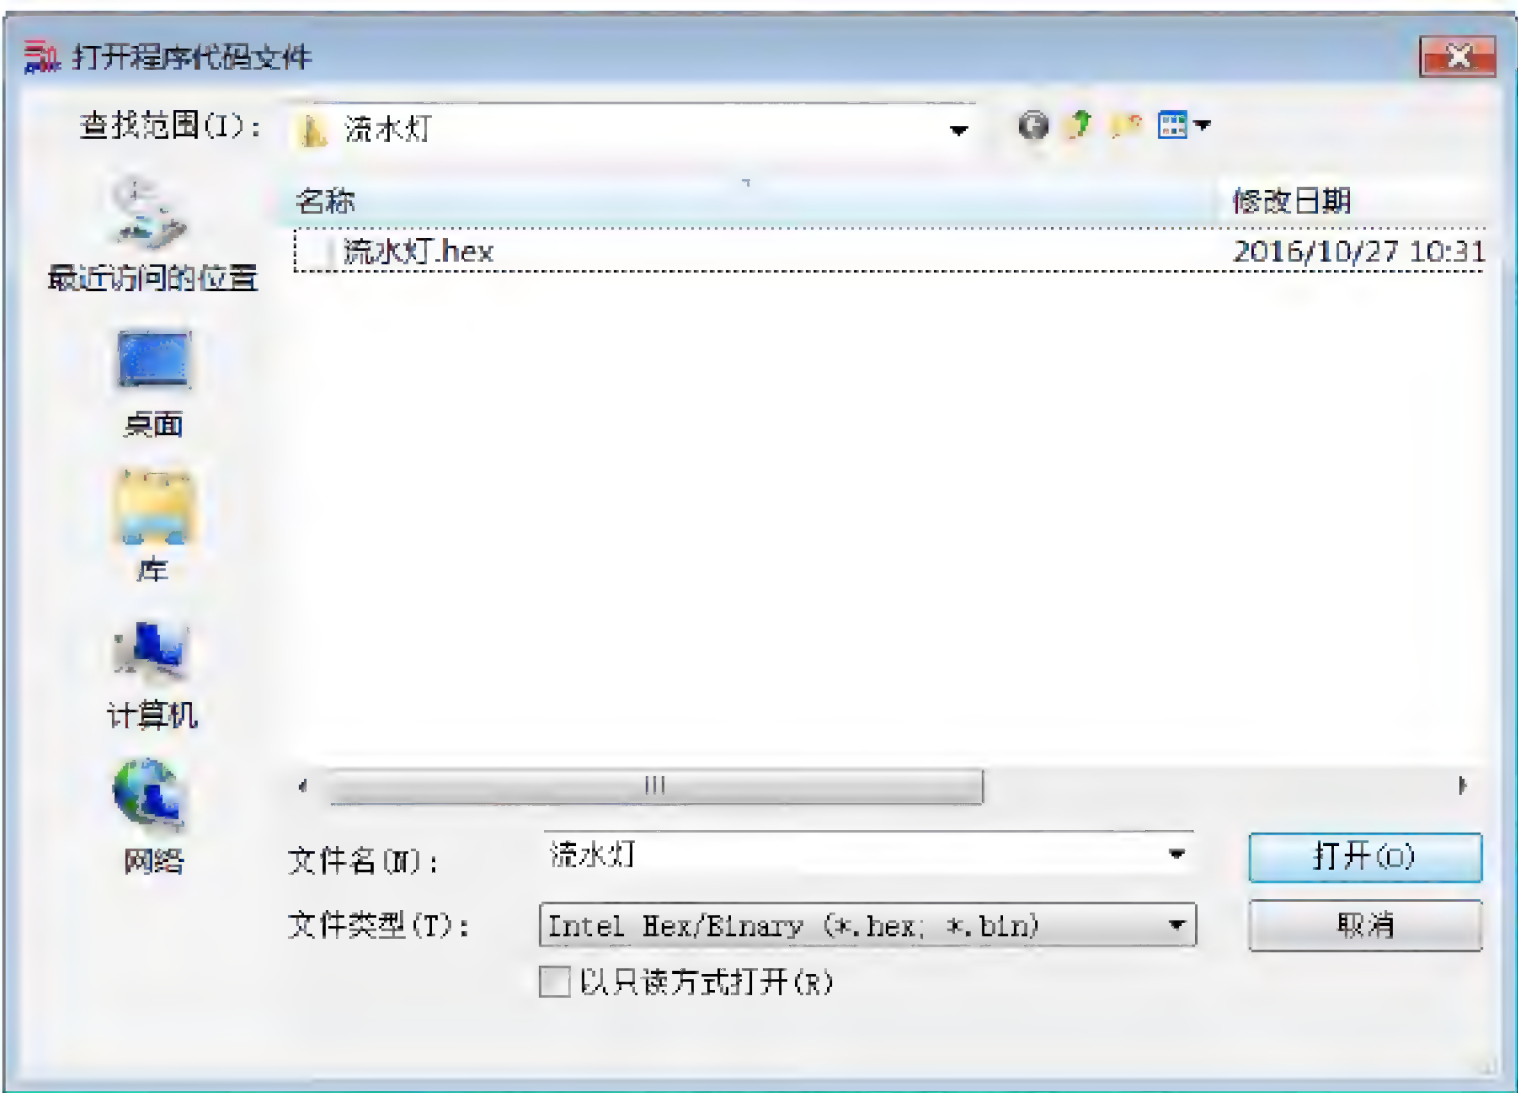 打开程序代码文件
查找范围(I):
流水灯
名称
修改日期
流水灯.hex
2016/10/27 10:31
最近访问的位置
桌面
库
计算机
网络
文件名(N):
流水灯
打开(O)
文件类型(T):
Intel Hex/Binary (*.hex; *.bin)
取消
以只读方式打开(R)